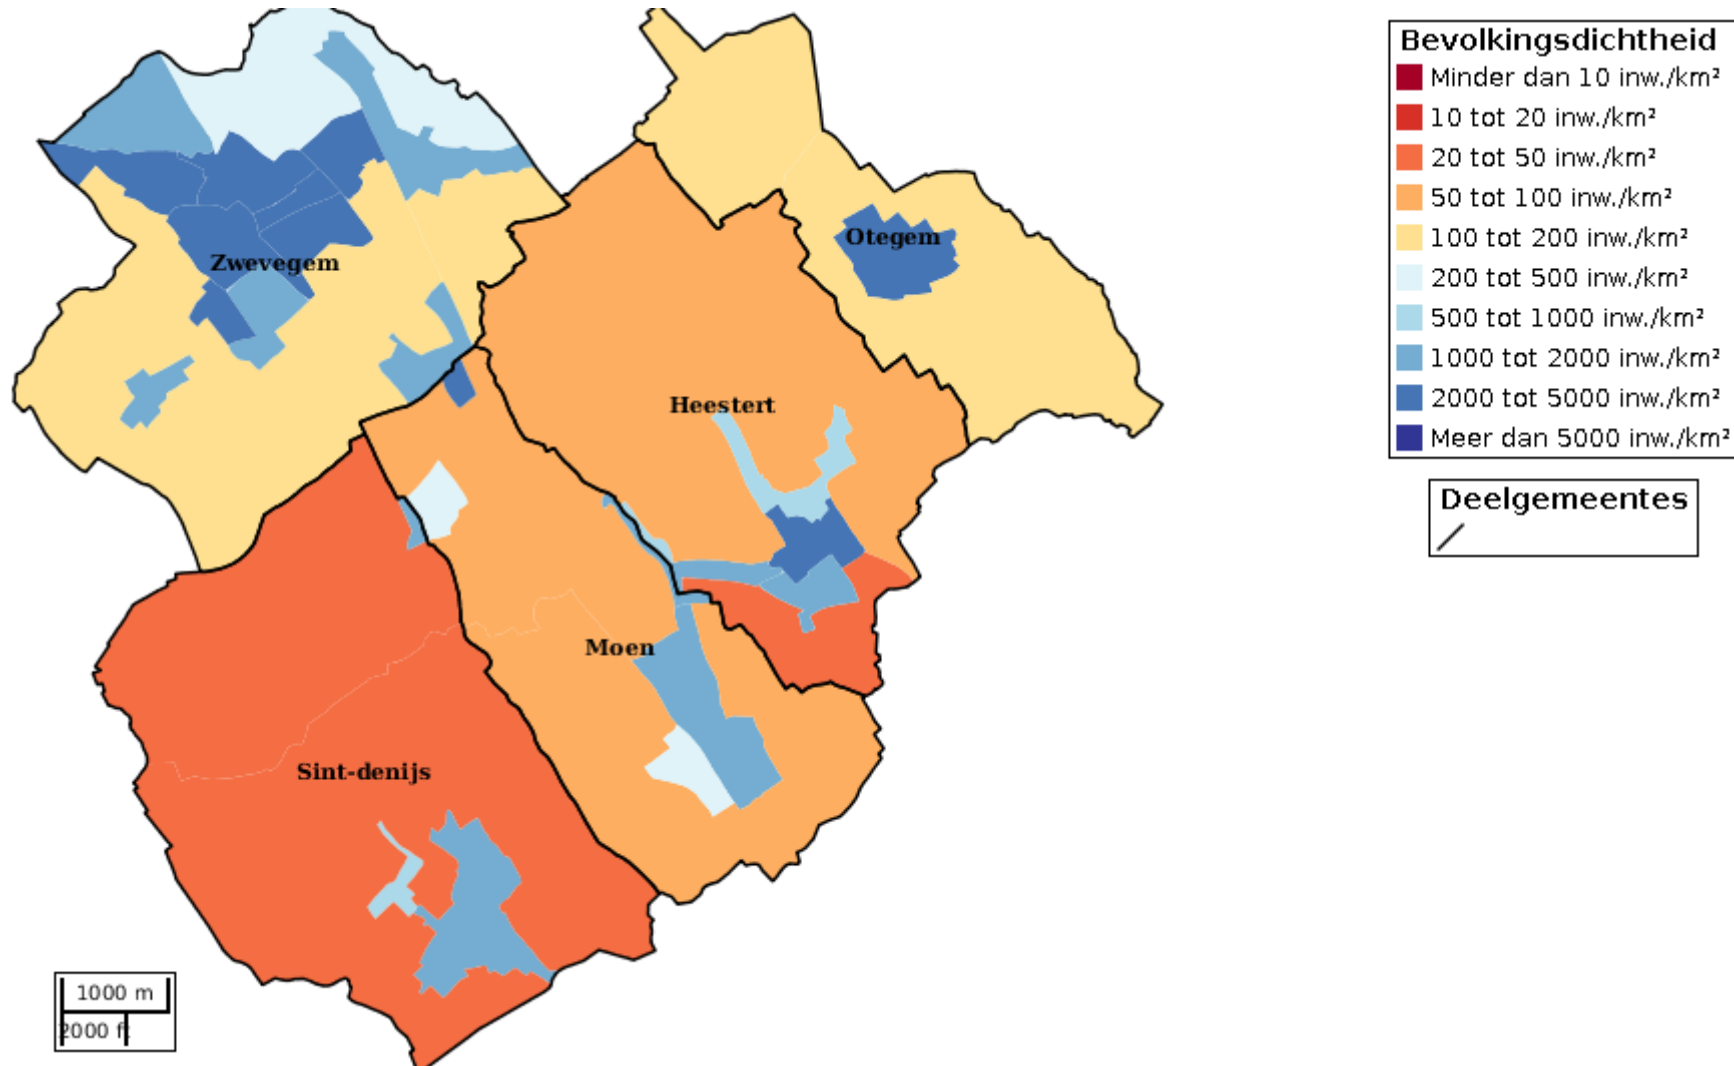 Bevolkingsdichtheid
Minder dan 10 inw./km²
10 tot 20 inw./km²
20 tot 50 inw./km²
50 tot 100 inw./km²
100 tot 200 inw./km²
200 tot 500 inw./km²
500 tot 1000 inw./km²
1000 tot 2000 inw./km²
2000 tot 5000 inw./km²
Meer dan 5000 inw./km²
Deelgemeentes
Otegem
Zwevegem
Heestert
Moen
Sint-denijs
1000 m
2000 ft